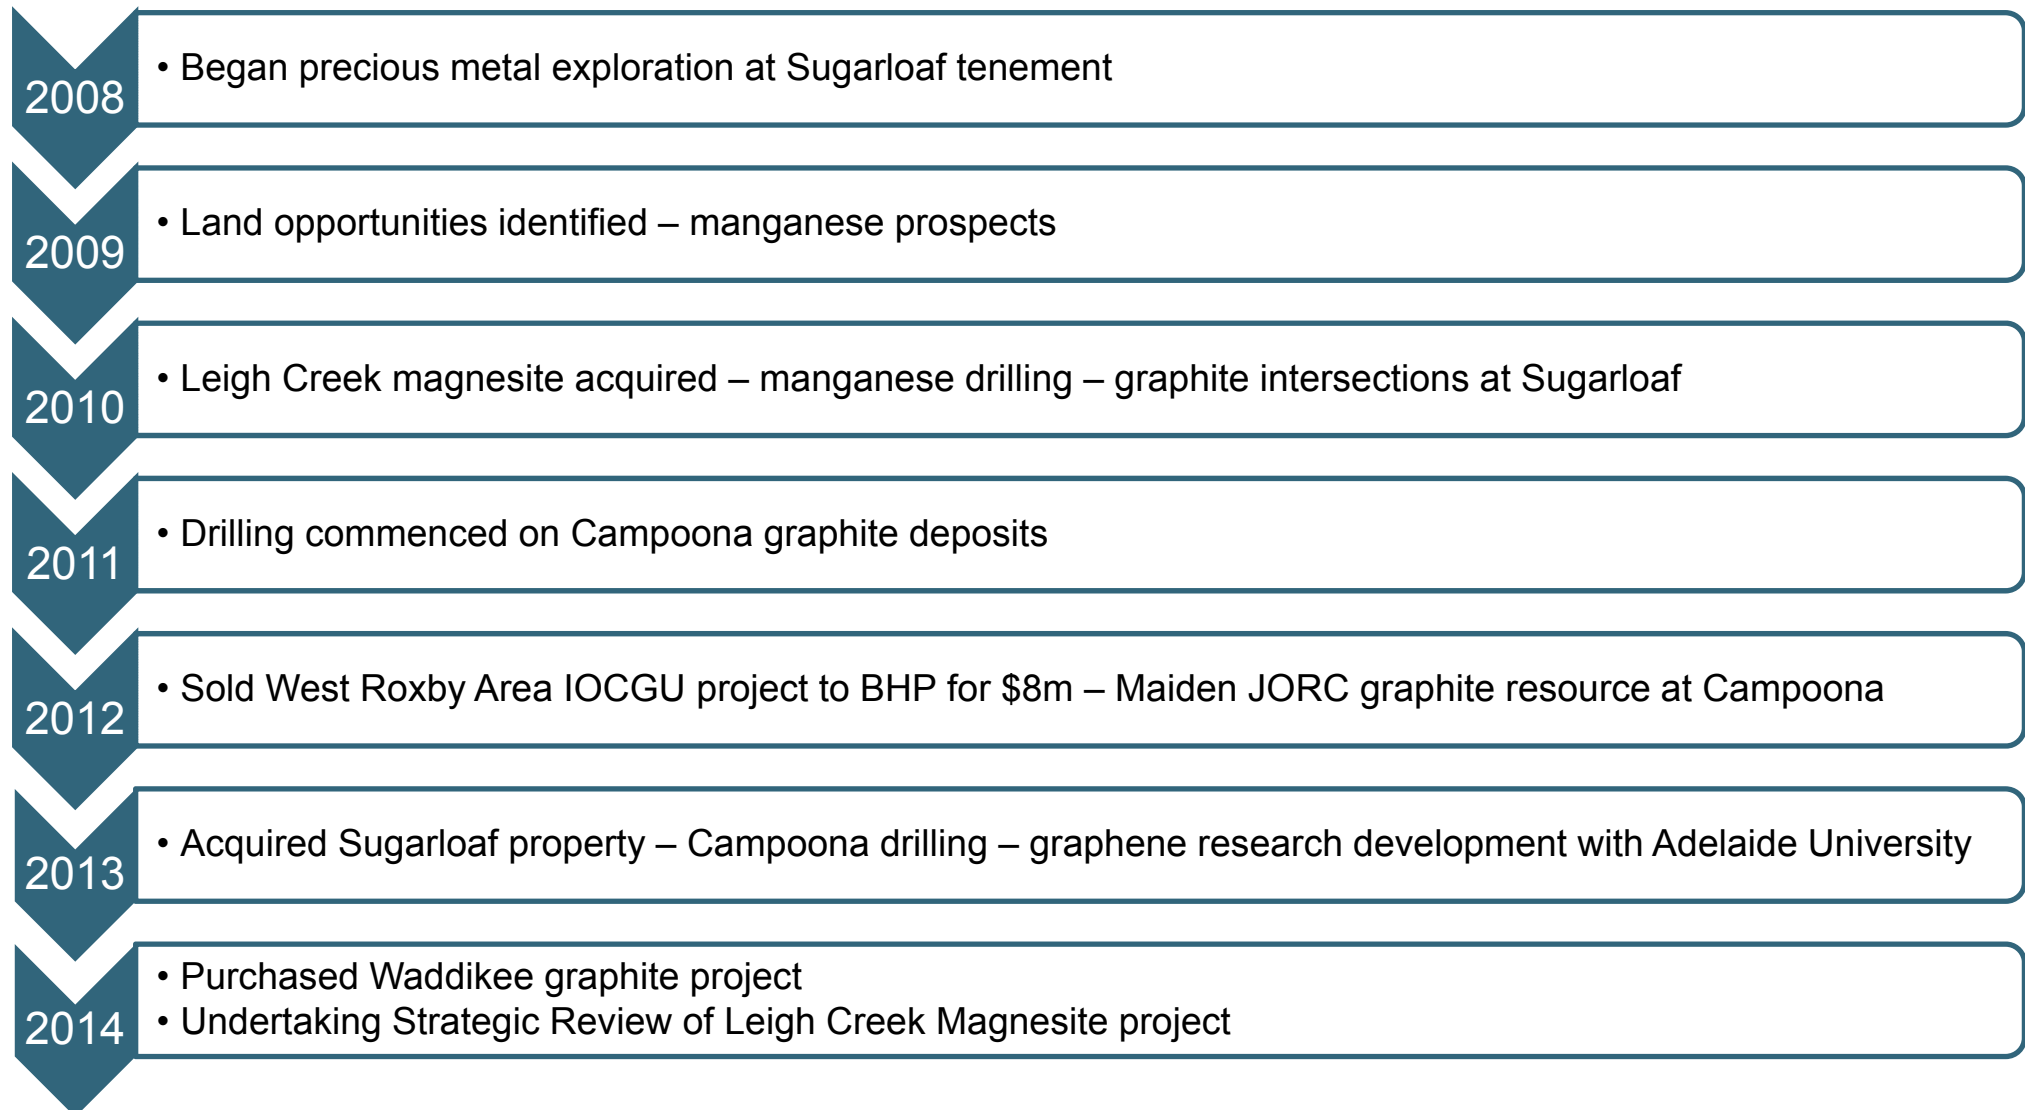 2008
• Began precious metal exploration at Sugarloaf tenement
2009
• Land opportunities identified – manganese prospects
2010
• Leigh Creek magnesite acquired – manganese drilling – graphite intersections at Sugarloaf
2011
• Drilling commenced on Campoona graphite deposits
2012
• Sold West Roxby Area IOCGU project to BHP for $8m – Maiden JORC graphite resource at Campoona
2013
• Acquired Sugarloaf property – Campoona drilling – graphene research development with Adelaide University
2014
• Purchased Waddikee graphite project
• Undertaking Strategic Review of Leigh Creek Magnesite project